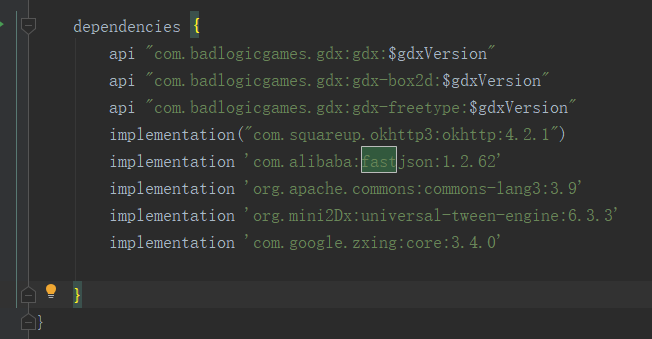 dependencies {
api "com.badlogicgames.gdx:gdx:$gdxVersion"
api "com.badlogicgames.gdx:gdx-box2d:$gdxVersion"
api "com.badlogicgames.gdx:gdx-freetype:$gdxVersion"
implementation("com.squareup.okhttp3:okhttp:4.2.1")
implementation 'com.alibaba:fastjson:1.2.62'
implementation 'org.apache.commons:commons-lang3:3.9'
implementation 'org.mini2Dx:universal-tween-engine:6.3.3'
implementation 'com.google.zxing:core:3.4.0'
}
}